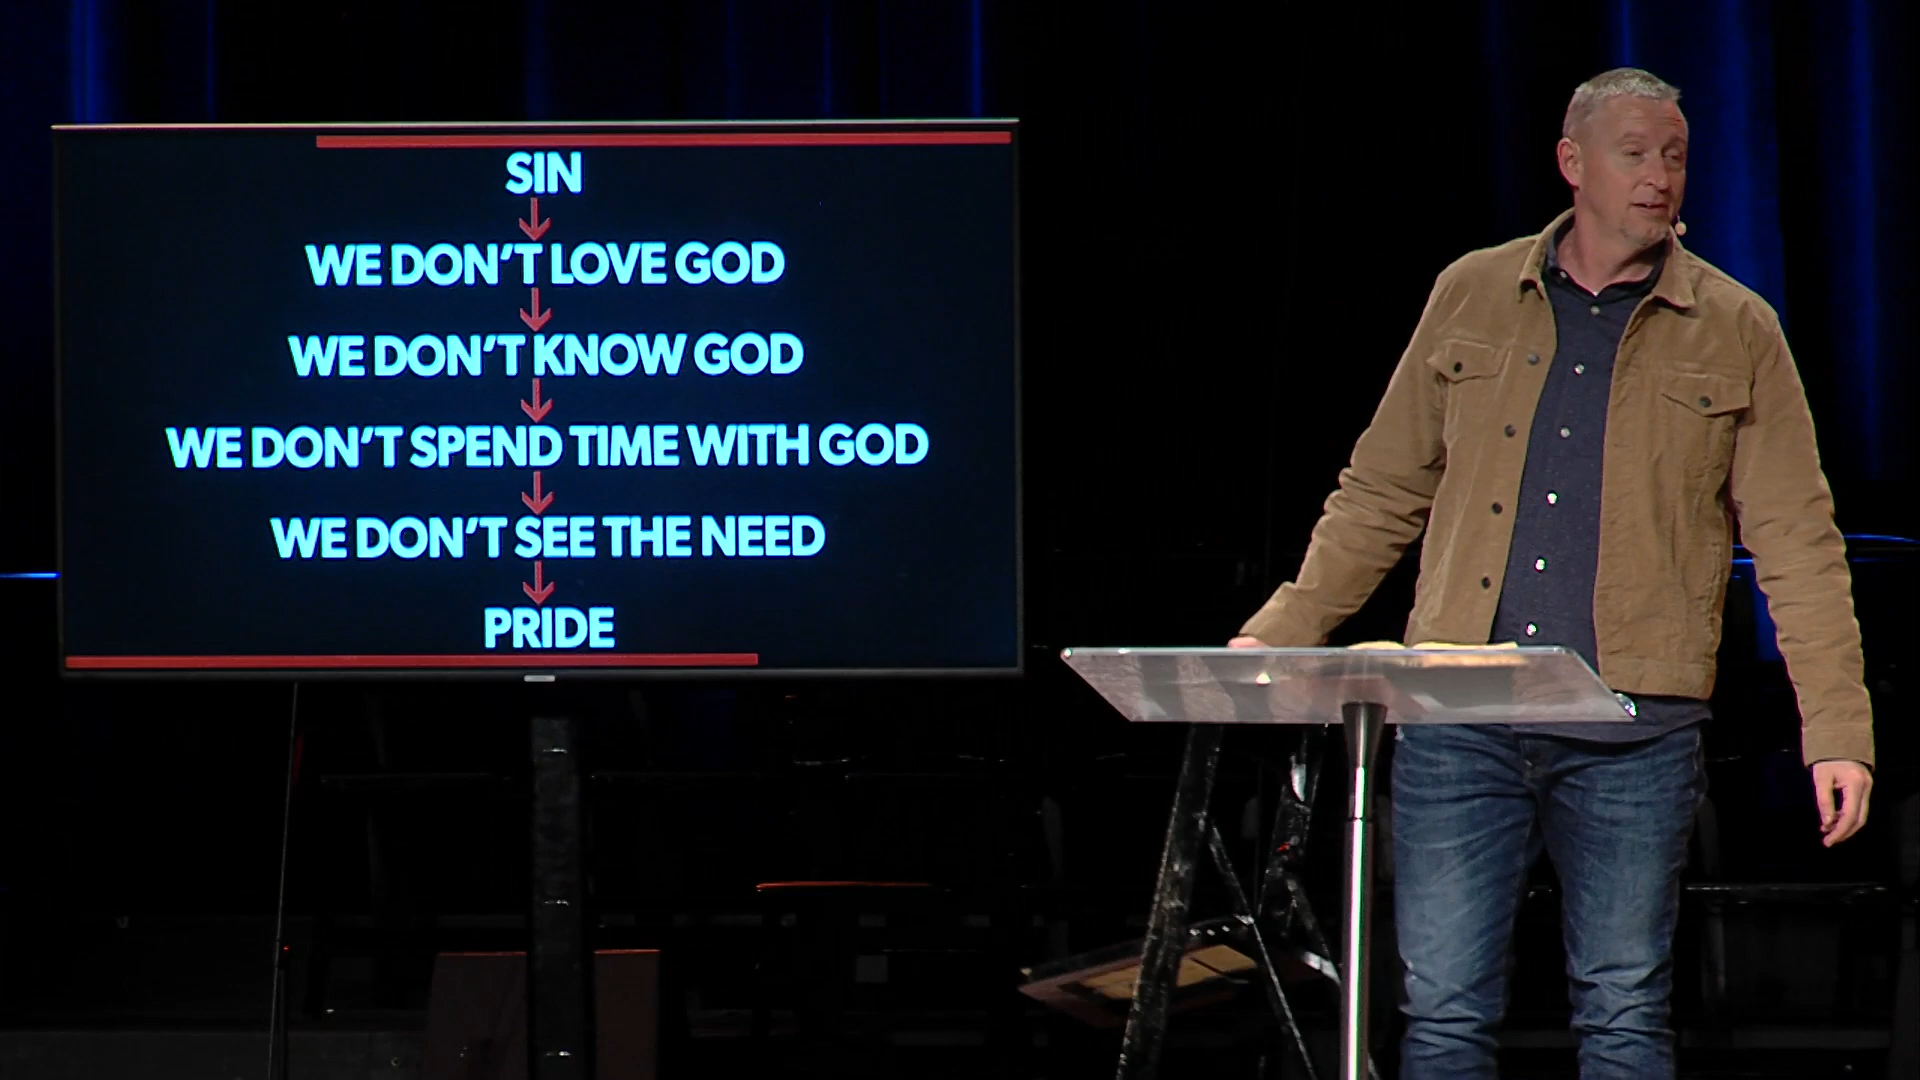 SIN
WE DON'T LOVE GOD
WE DON'T KNOW GOD
WE DON'T SPEND TIME WITH GOD
WE DON'T SEE THE NEED
PRIDE